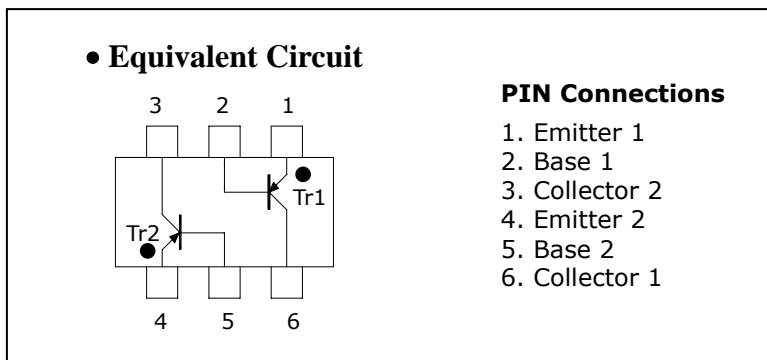 • Equivalent Circuit
3 2 1
Tr1
Tr2
4 5 6
PIN Connections
1. Emitter 1
2. Base 1
3. Collector 2
4. Emitter 2
5. Base 2
6. Collector 1